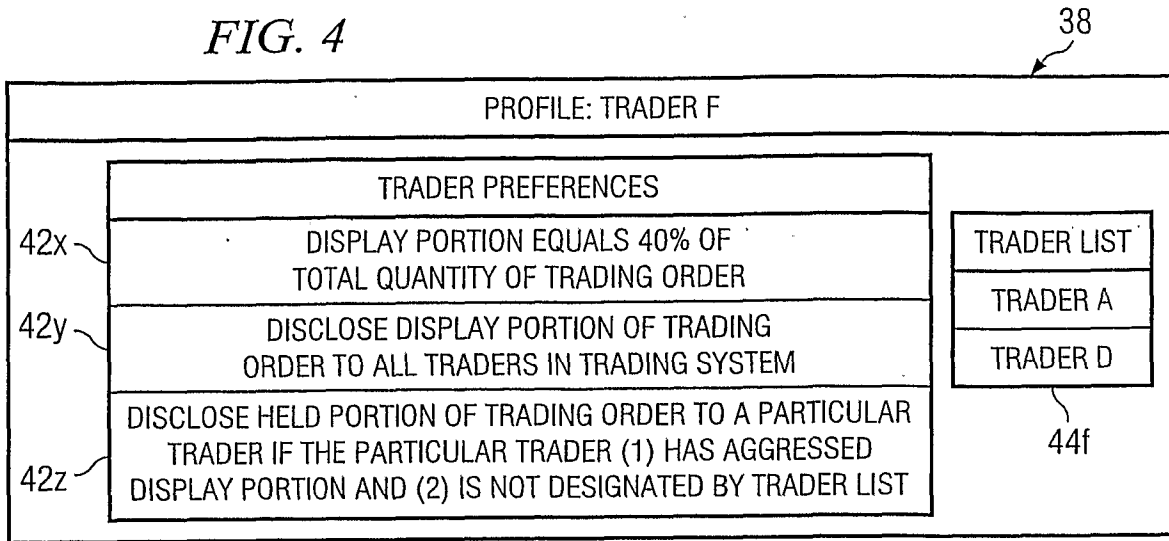 FIG. 4
38
PROFILE: TRADER F
TRADER PREFERENCES
42x
DISPLAY PORTION EQUALS 40% OF
TOTAL QUANTITY OF TRADING ORDER
42y
DISCLOSE DISPLAY PORTION OF TRADING
ORDER TO ALL TRADERS IN TRADING SYSTEM
42z
DISCLOSE HELD PORTION OF TRADING ORDER TO A PARTICULAR
TRADER IF THE PARTICULAR TRADER (1) HAS AGGRESSED
DISPLAY PORTION AND (2) IS NOT DESIGNATED BY TRADER LIST
TRADER LIST
TRADER A
TRADER D
44f